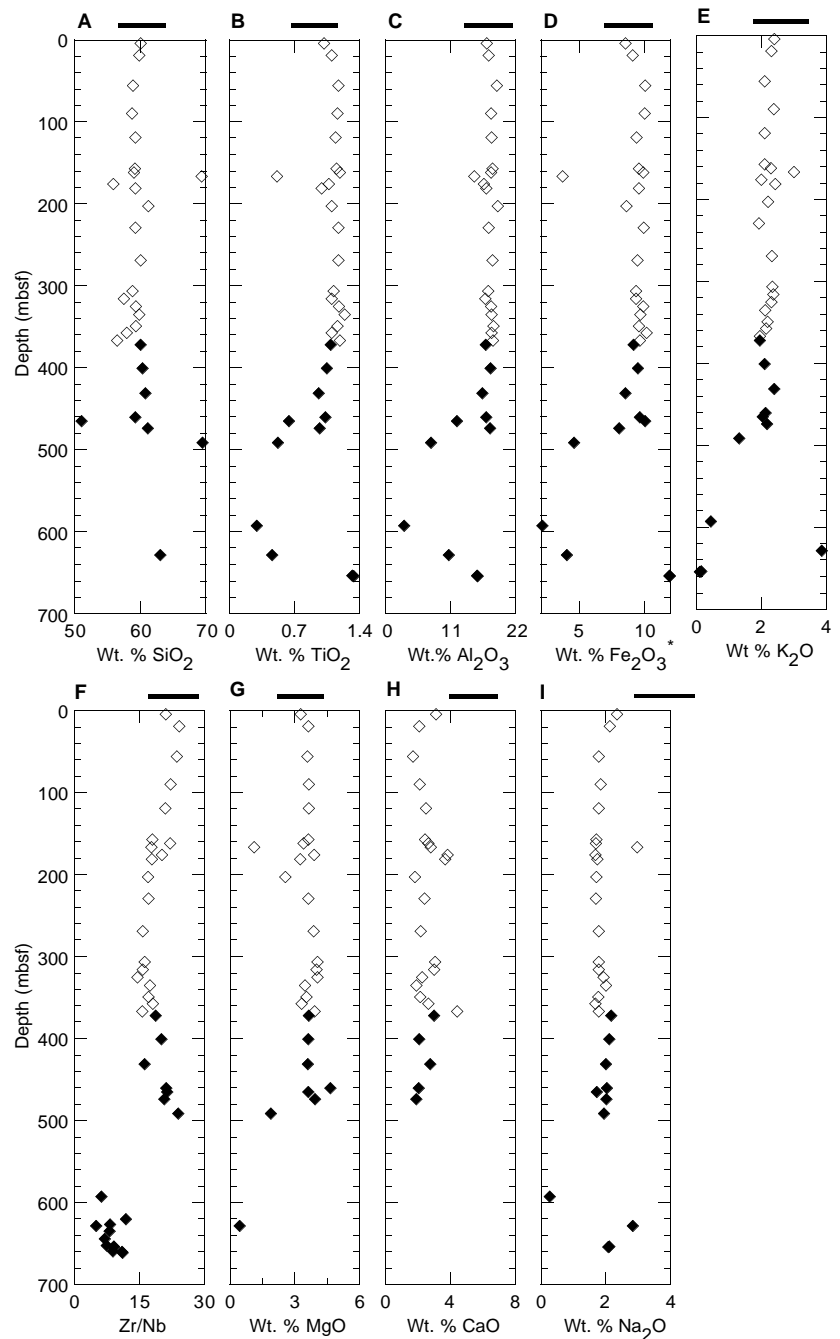 A B C D E
0
100
200
300
400
500
600
700
Depth (mbsf)
50 60 70
Wt. % SiO2
0 0.7 1.4
Wt. % TiO2
0 11 22
Wt.% Al2O3
5 10
Wt. % Fe2O3*
0 2 4
Wt % K2O
F G H I
0
100
200
300
400
500
600
700
Depth (mbsf)
0 15 30
Zr/Nb
0 3 6
Wt. % MgO
0 4 8
Wt. % CaO
0 2 4
Wt. % Na2O